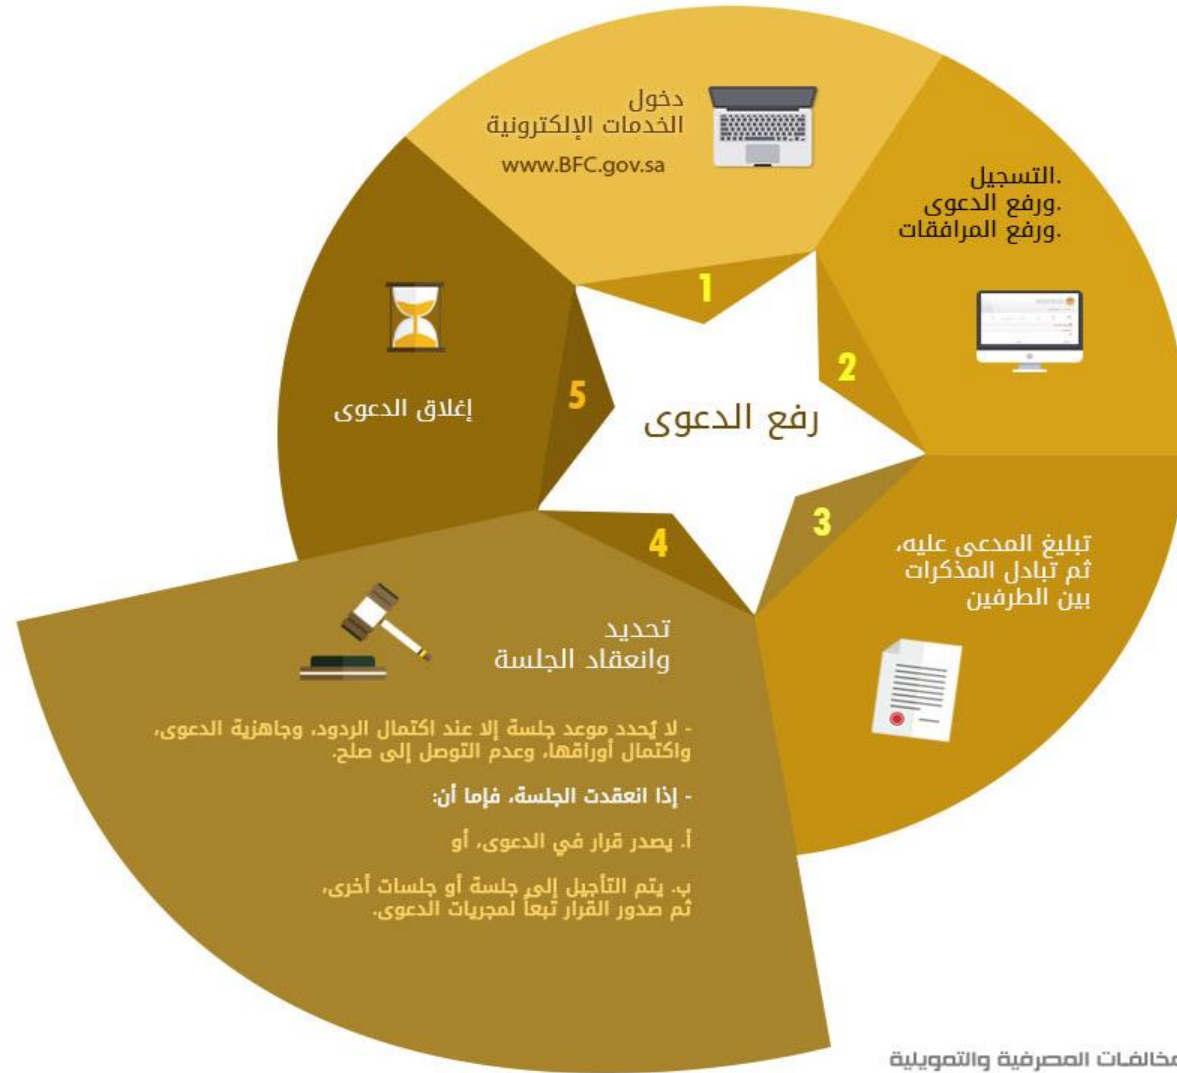 رفع الدعوى
1
دخول
الخدمات الإلكترونية
www.BFC.gov.sa
2
.التسجيل
.ورفع الدعوى
.ورفع المرافقات
3
تبليغ المدعى عليه،
ثم تبادل المذكرات
بين الطرفين
4
تحديد
وانعقاد الجلسة
- لا يُحدد موعد جلسة إلا عند اكتمال الردود، وجاهزية الدعوى،
واكتمال أوراقها، وعدم التوصل إلى صلح.
- إذا انعقدت الجلسة، فإما أن:
أ. يصدر قرار في الدعوى، أو
ب. يتم التأجيل إلى جلسة أو جلسات أخرى،
ثم صدور القرار تبعاً لمجريات الدعوى.
5
إغلاق الدعوى
المصرفية والتمويلية